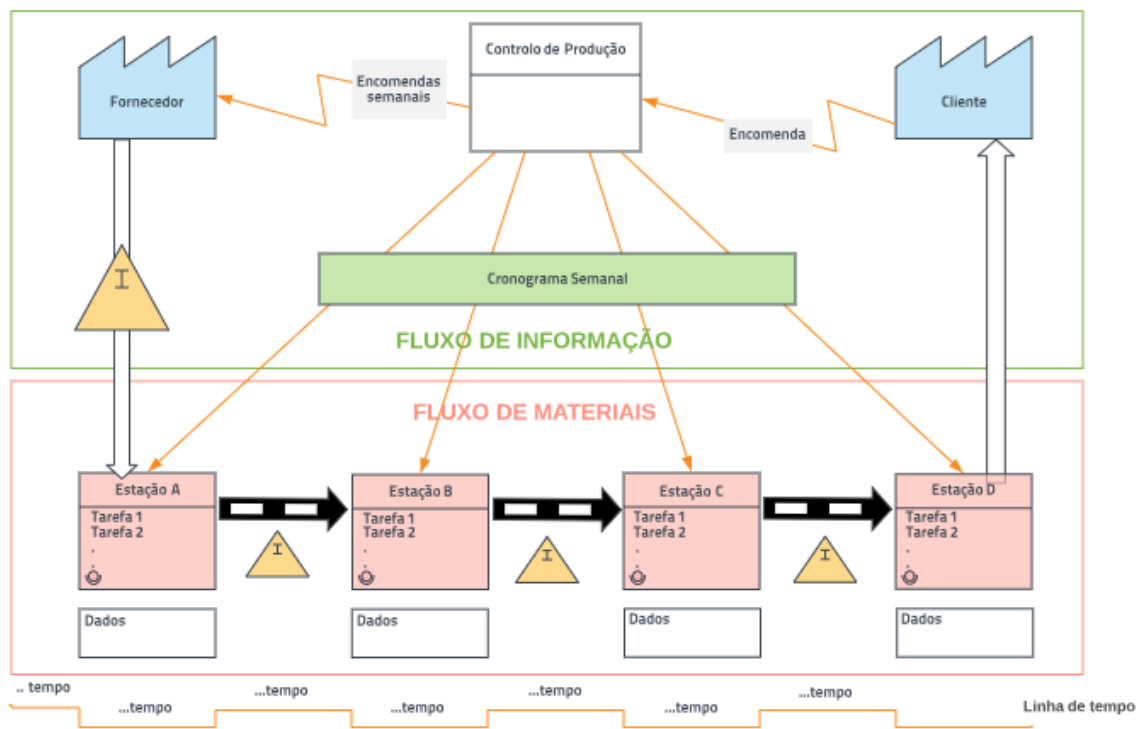 Controlo de Produção
Fornecedor
Encomendas
semanais
Encomenda
Cliente
I
Cronograma Semanal
FLUXO DE INFORMAÇÃO
FLUXO DE MATERIAIS
Estação A
Tarefa 1
Tarefa 2
.
.
I
Estação B
Tarefa 1
Tarefa 2
.
.
I
Estação C
Tarefa 1
Tarefa 2
.
.
I
Estação D
Tarefa 1
Tarefa 2
.
.
Dados
Dados
Dados
Dados
.. tempo
...tempo
...tempo
...tempo
...tempo
...tempo
...tempo
Linha de tempo